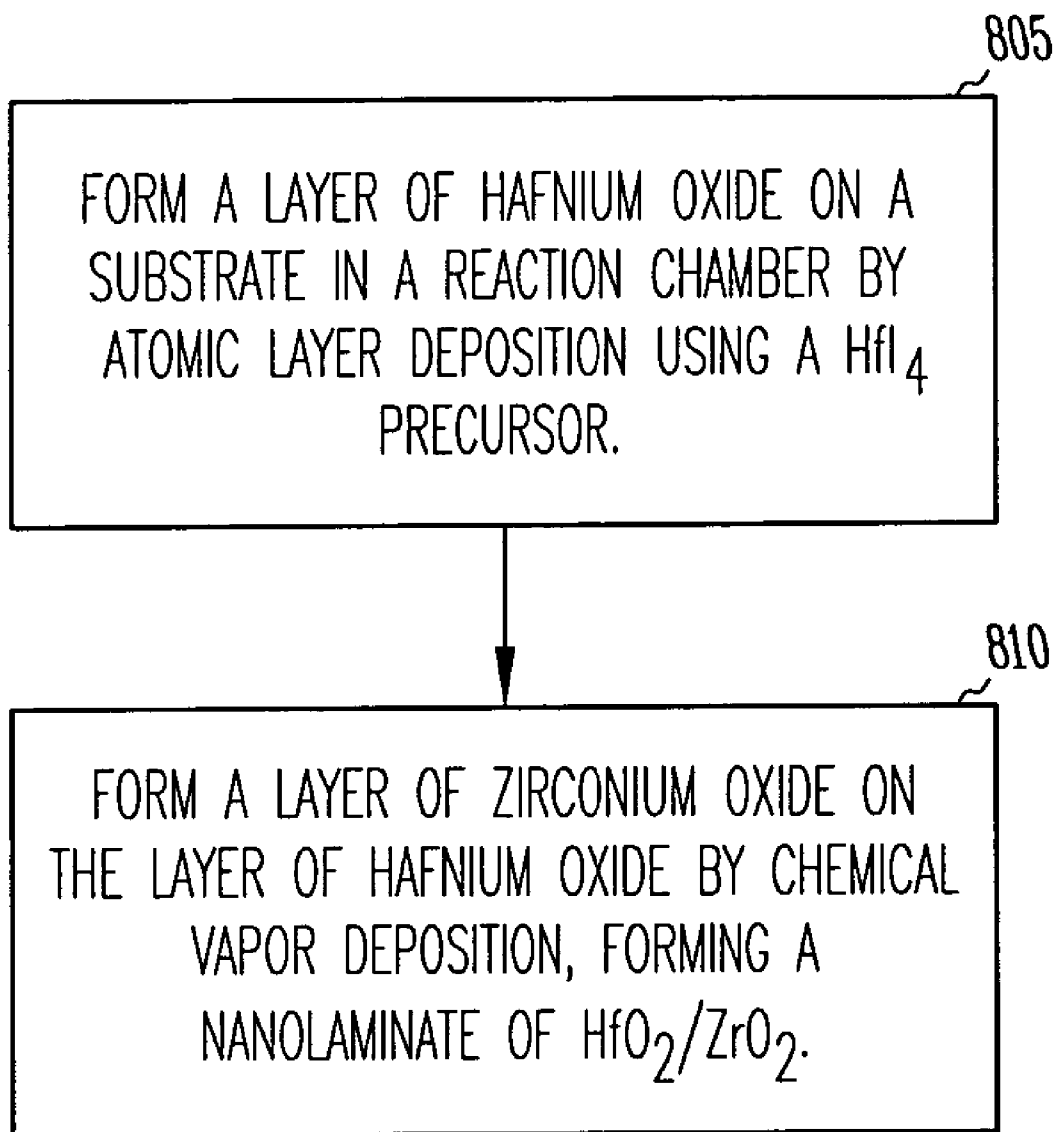 805
FORM A LAYER OF HAFNIUM OXIDE ON A
SUBSTRATE IN A REACTION CHAMBER BY
ATOMIC LAYER DEPOSITION USING A HfI4
PRECURSOR.
810
FORM A LAYER OF ZIRCONIUM OXIDE ON
THE LAYER OF HAFNIUM OXIDE BY CHEMICAL
VAPOR DEPOSITION, FORMING A
NANOLAMINATE OF HfO2/ZrO2.